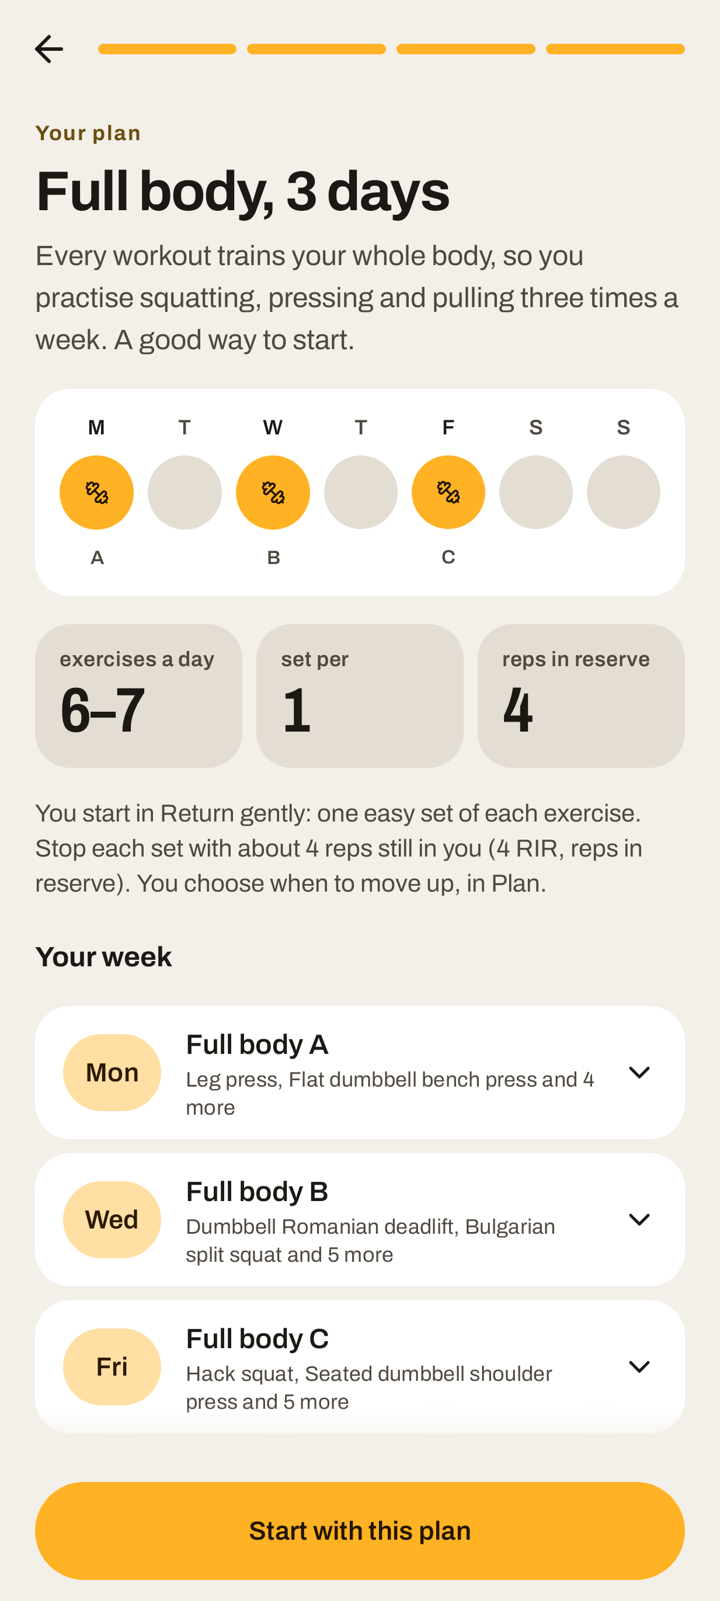 Your plan
Full body, 3 days
Every workout trains your whole body, so you
practise squatting, pressing and pulling three times a
week. A good way to start.
M T W T F S S
A B C
exercises a day
6–7
set per
1
reps in reserve
4
You start in Return gently: one easy set of each exercise.
Stop each set with about 4 reps still in you (4 RIR, reps in
reserve). You choose when to move up, in Plan.
Your week
Mon
Full body A
Leg press, Flat dumbbell bench press and 4
more
Wed
Full body B
Dumbbell Romanian deadlift, Bulgarian
split squat and 5 more
Fri
Full body C
Hack squat, Seated dumbbell shoulder
press and 5 more
Start with this plan